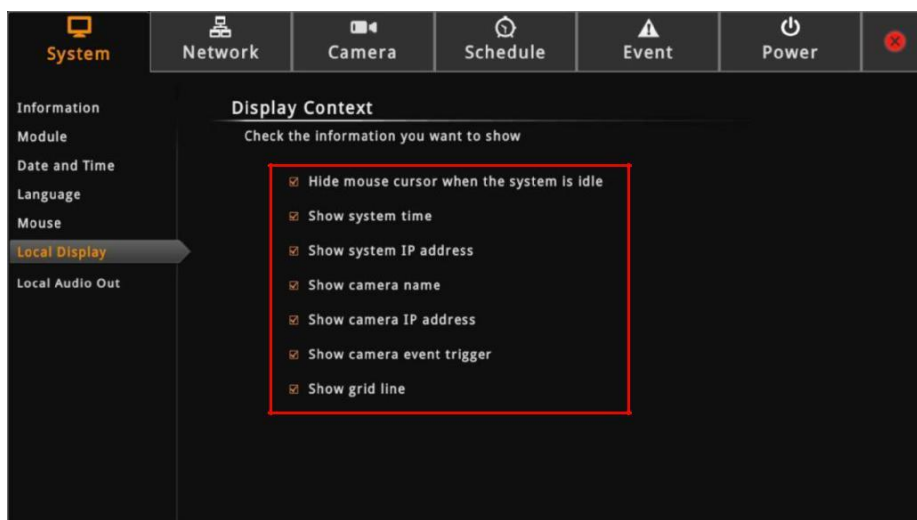 System
Network
Camera
Schedule
Event
Power
Information
Module
Date and Time
Language
Mouse
Local Display
Local Audio Out
Display Context
Check the information you want to show
Hide mouse cursor when the system is idle
Show system time
Show system IP address
Show camera name
Show camera IP address
Show camera event trigger
Show grid line